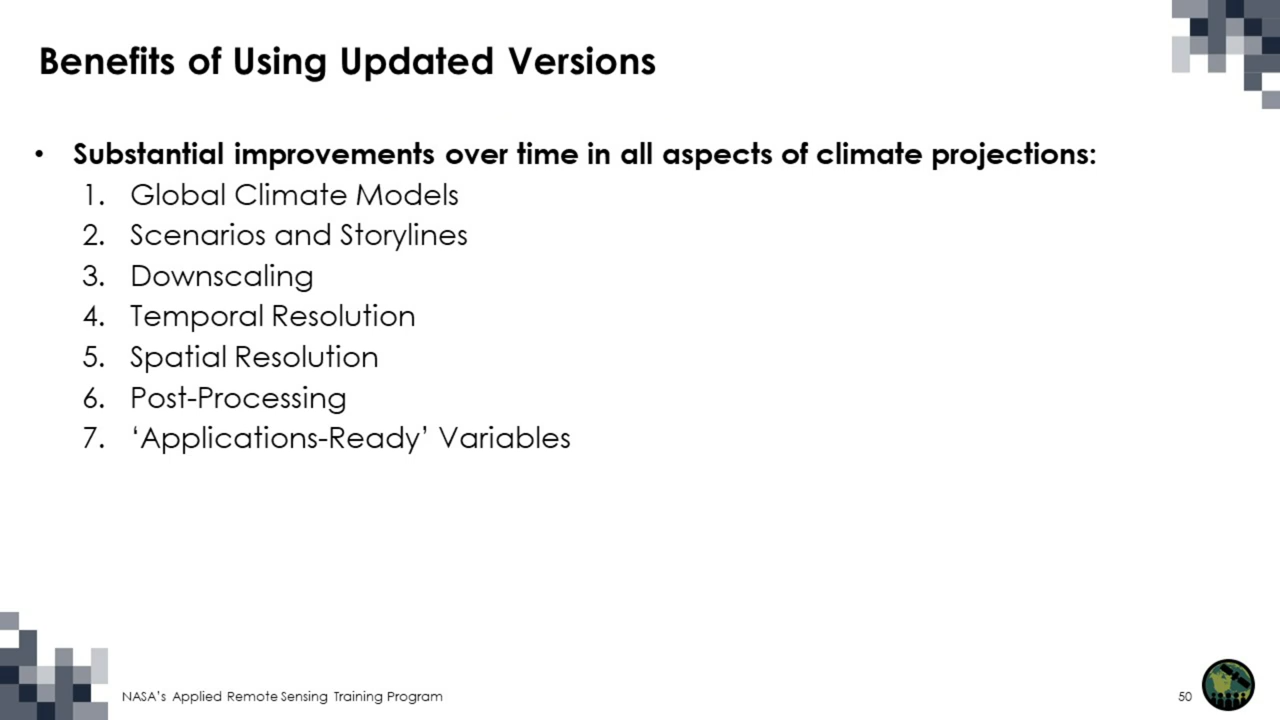 Benefits of Using Updated Versions
• Substantial improvements over time in all aspects of climate projections:
1. Global Climate Models
2. Scenarios and Storylines
3. Downscaling
4. Temporal Resolution
5. Spatial Resolution
6. Post-Processing
7. ‘Applications-Ready’ Variables
NASA’s Applied Remote Sensing Training Program
50